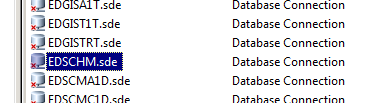 EDGISA1T.sde Database Connection
EDGIST1T.sde Database Connection
EDGISTRT.sde Database Connection
EDSCHM.sde Database Connection
EDSCMA1D.sde Database Connection
EDSCMC1D.sde Database Connection